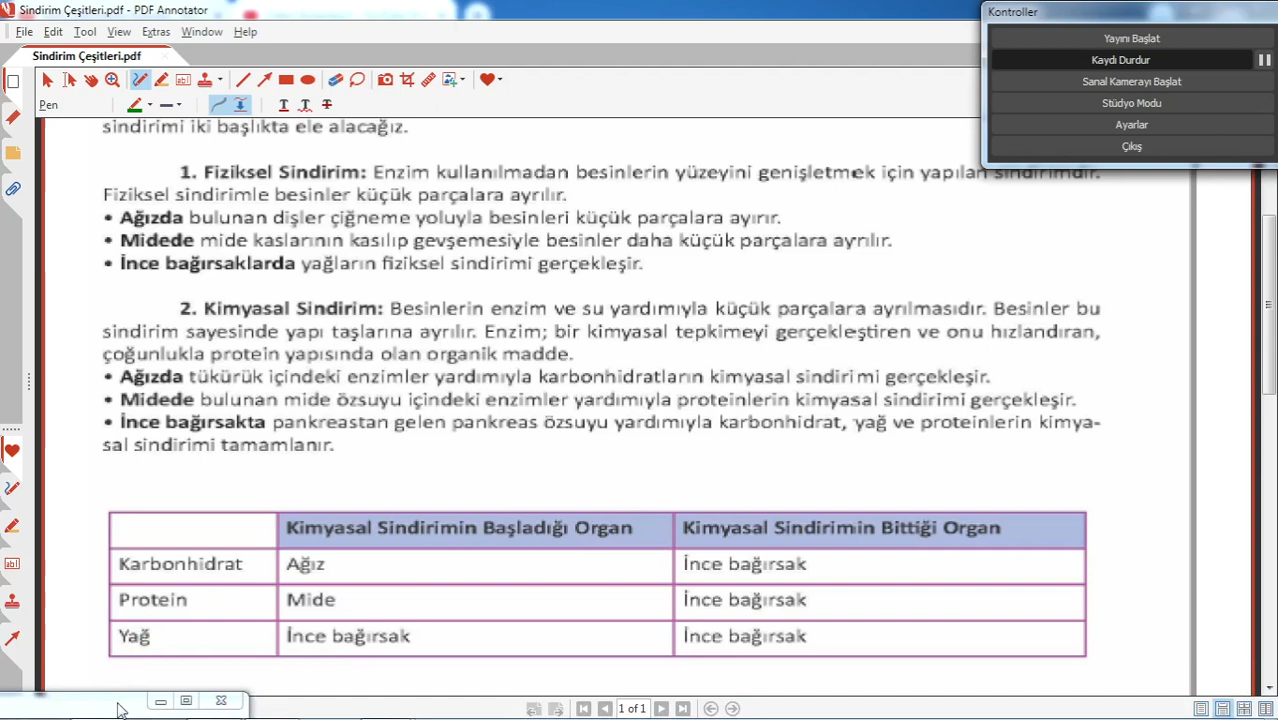 Sindirim Çeşitleri.pdf - PDF Annotator
File Edit Tool View Extras Window Help
Sindirim Çeşitleri.pdf
Pen
Kontroller
Yayını Başlat
Kaydı Durdur
Sanal Kamerayı Başlat
Stüdyo Modu
Ayarlar
Çıkış
sindirimi iki başlıkta ele alacağız.
1. Fiziksel Sindirim: Enzim kullanılmadan besinlerin yüzeyini genişletmek için yapılan sindirimdir.
Fiziksel sindirimle besinler küçük parçalara ayrılır.
• Ağızda bulunan dişler çiğneme yoluyla besinleri küçük parçalara ayırır.
• Midede mide kaslarının kasılıp gevşemesiyle besinler daha küçük parçalara ayrılır.
• İnce bağırsaklarda yağların fiziksel sindirimi gerçekleşir.
2. Kimyasal Sindirim: Besinlerin enzim ve su yardımıyla küçük parçalara ayrılmasıdır. Besinler bu
sindirim sayesinde yapı taşlarına ayrılır. Enzim; bir kimyasal tepkimeyi gerçekleştiren ve onu hızlandıran,
çoğunlukla protein yapısında olan organik madde.
• Ağızda tükürük içindeki enzimler yardımıyla karbonhidratların kimyasal sindirimi gerçekleşir.
• Midede bulunan mide özsuyu içindeki enzimler yardımıyla proteinlerin kimyasal sindirimi gerçekleşir.
• İnce bağırsakta pankreastan gelen pankreas özsuyu yardımıyla karbonhidrat, yağ ve proteinlerin kimya-
sal sindirimi tamamlanır.
Kimyasal Sindirimin Başladığı Organ Kimyasal Sindirimin Bittiği Organ
Karbonhidrat Ağız İnce bağırsak
Protein Mide İnce bağırsak
Yağ İnce bağırsak İnce bağırsak
1 of 1